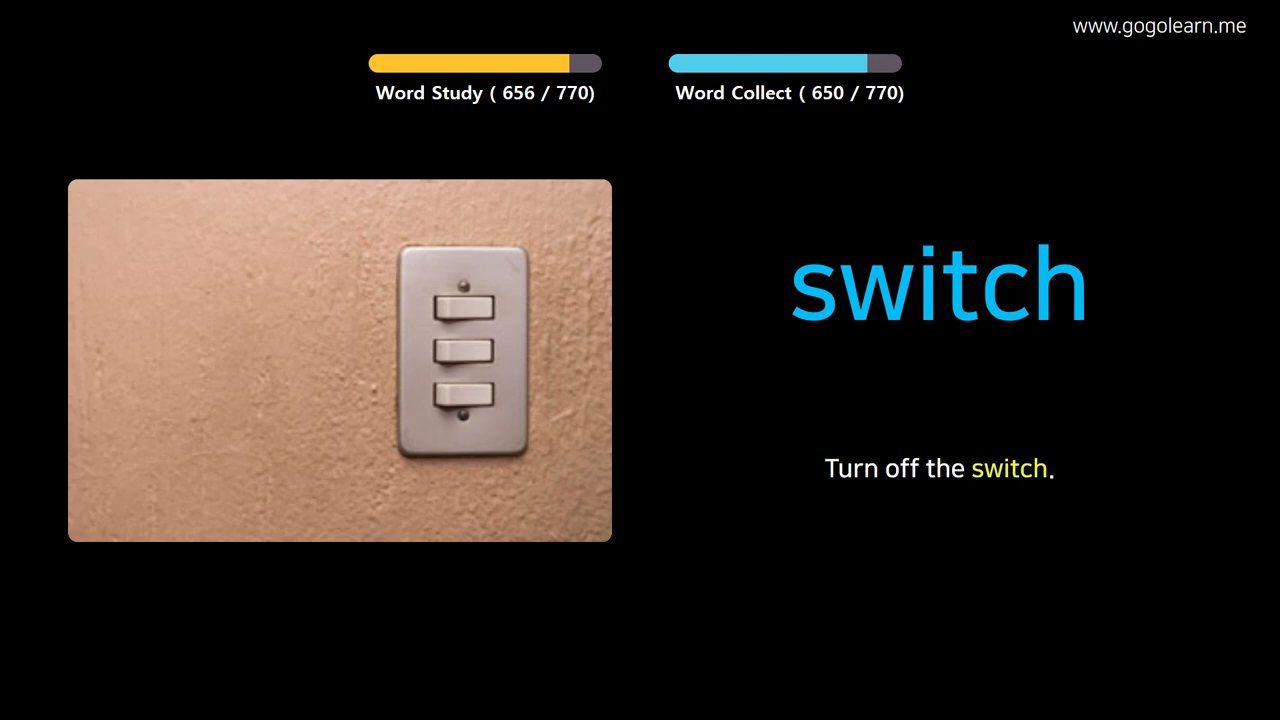 www.gogolearn.me
Word Study ( 656 / 770)
Word Collect ( 650 / 770)
switch
Turn off the switch.